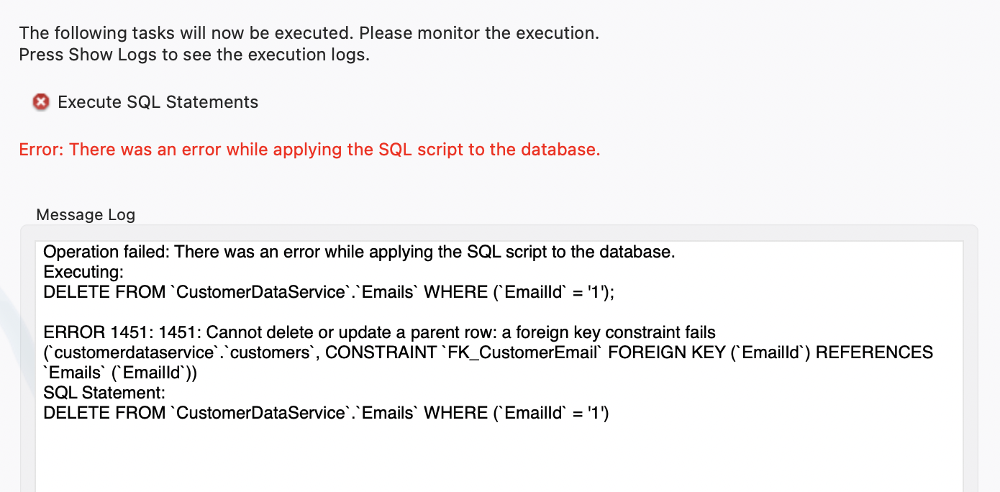 The following tasks will now be executed. Please monitor the execution.
Press Show Logs to see the execution logs.
Execute SQL Statements
Error: There was an error while applying the SQL script to the database.
Message Log
Operation failed: There was an error while applying the SQL script to the database.
Executing:
DELETE FROM `CustomerDataService`.`Emails` WHERE (`EmailId` = '1');
ERROR 1451: 1451: Cannot delete or update a parent row: a foreign key constraint fails
(`customerdataservice`.`customers`, CONSTRAINT `FK_CustomerEmail` FOREIGN KEY (`EmailId`) REFERENCES
`Emails` (`EmailId`))
SQL Statement:
DELETE FROM `CustomerDataService`.`Emails` WHERE (`EmailId` = '1')